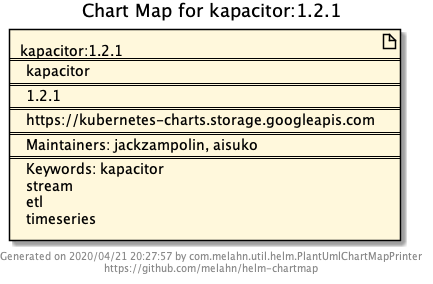 Chart Map for kapacitor:1.2.1
kapacitor:1.2.1
kapacitor
1.2.1
https://kubernetes-charts.storage.googleapis.com
Maintainers: jackzampolin, aisuko
Keywords: kapacitor
stream
etl
timeseries
Generated on 2020/04/21 20:27:57 by com.melahn.util.helm.PlantUmlChartMapPrinter
https://github.com/melahn/helm-chartmap